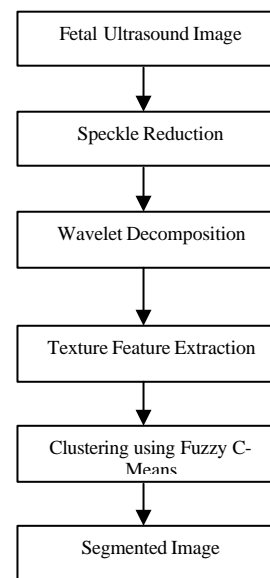 Fetal Ultrasound Image
Speckle Reduction
Wavelet Decomposition
Texture Feature Extraction
Clustering using Fuzzy C-
Means
Segmented Image